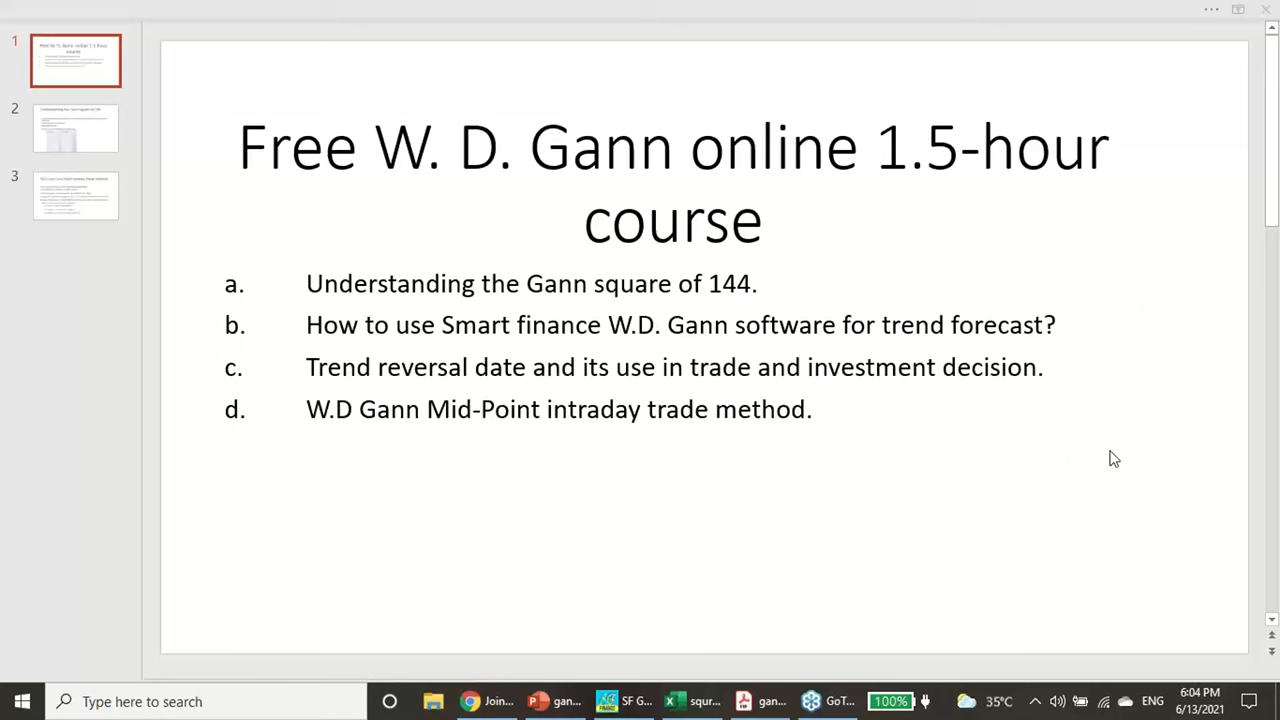 1
2
3
Free W. D. Gann online 1.5-hour
course
a. Understanding the Gann square of 144.
b. How to use Smart finance W.D. Gann software for trend forecast?
c. Trend reversal date and its use in trade and investment decision.
d. W.D Gann Mid-Point intraday trade method.
Type here to search
Join...
gan...
SF G...
squr...
gan...
GoT...
100%
35°C
ENG
6:04 PM
6/13/2021